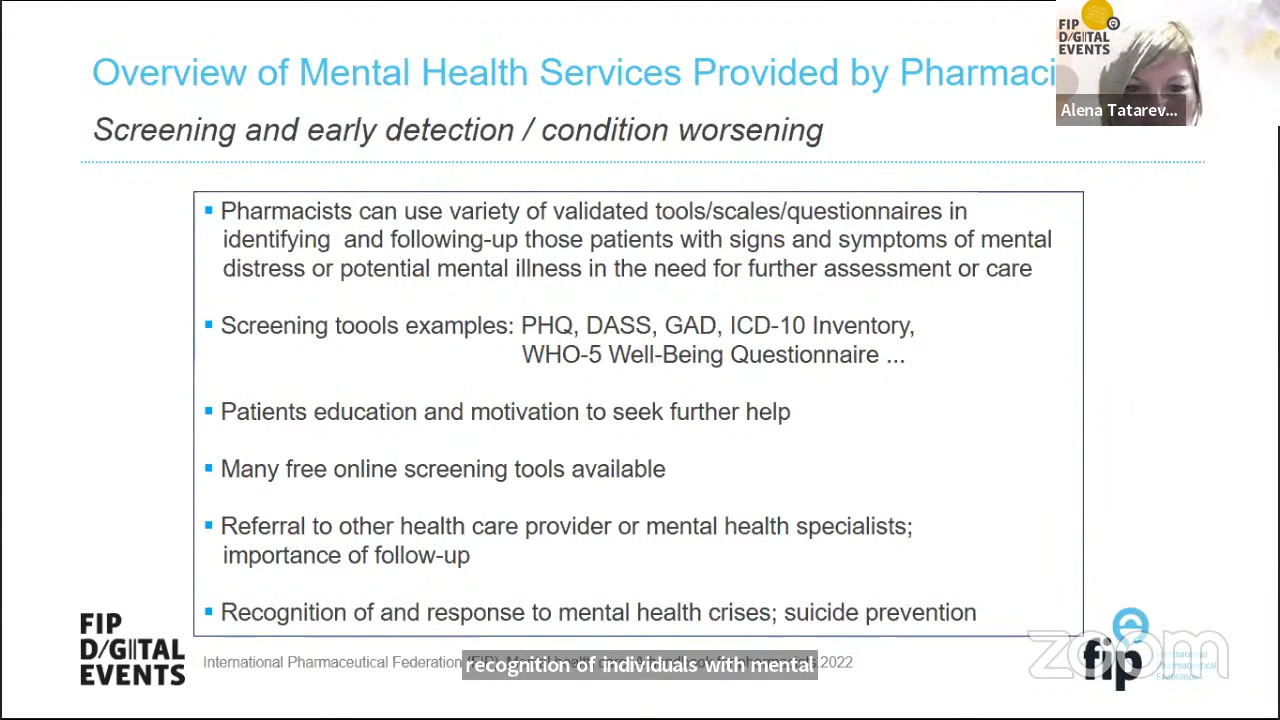 Overview of Mental Health Services Provided by Pharmaci
Screening and early detection / condition worsening
FIP
D/GITAL
EVENTS
Alena Tatarev...
▪ Pharmacists can use variety of validated tools/scales/questionnaires in
identifying and following-up those patients with signs and symptoms of mental
distress or potential mental illness in the need for further assessment or care
▪ Screening toools examples: PHQ, DASS, GAD, ICD-10 Inventory,
WHO-5 Well-Being Questionnaire ...
▪ Patients education and motivation to seek further help
▪ Many free online screening tools available
▪ Referral to other health care provider or mental health specialists;
importance of follow-up
▪ Recognition of and response to mental health crises; suicide prevention
FIP
D/GITAL
EVENTS
International Pharmaceutical Federation 2022
recognition of individuals with mental
zoom
fip
International
Pharmaceutical
Federation